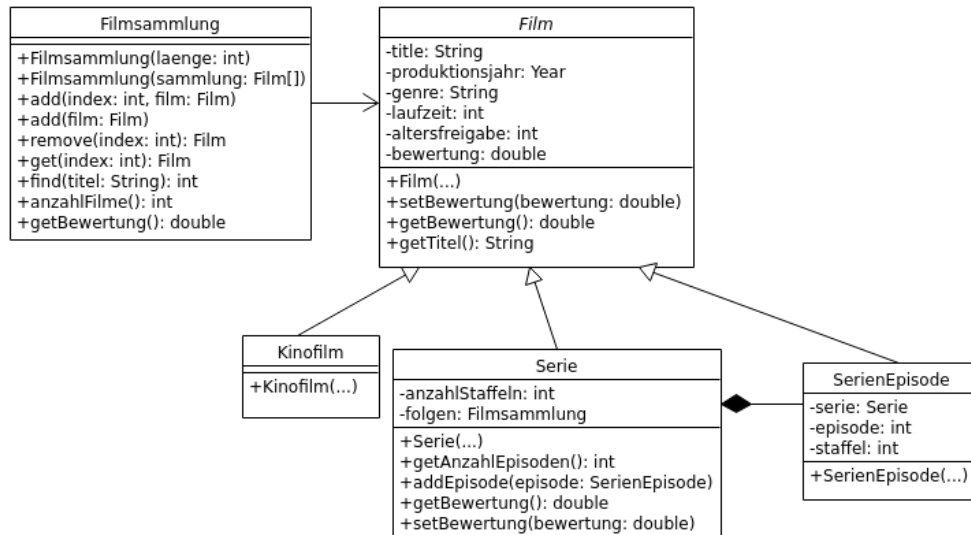 Filmsammlung
+Filmsammlung(laenge: int)
+Filmsammlung(sammlung: Film[])
+add(index: int, film: Film)
+add(film: Film)
+remove(index: int): Film
+get(index: int): Film
+find(titel: String): int
+anzahlFilme(): int
+getBewertung(): double
Film
-title: String
-produktionsjahr: Year
-genre: String
-laufzeit: int
-altersfreigabe: int
-bewertung: double
+Film(...)
+setBewertung(bewertung: double)
+getBewertung(): double
+getTitel(): String
Kinofilm
+Kinofilm(...)
Serie
-anzahlStaffeln: int
-folgen: Filmsammlung
+Serie(...)
+getAnzahlEpisoden(): int
+addEpisode(episode: SerienEpisode)
+getBewertung(): double
+setBewertung(bewertung: double)
SerienEpisode
-serie: Serie
-episode: int
-staffel: int
+SerienEpisode(...)